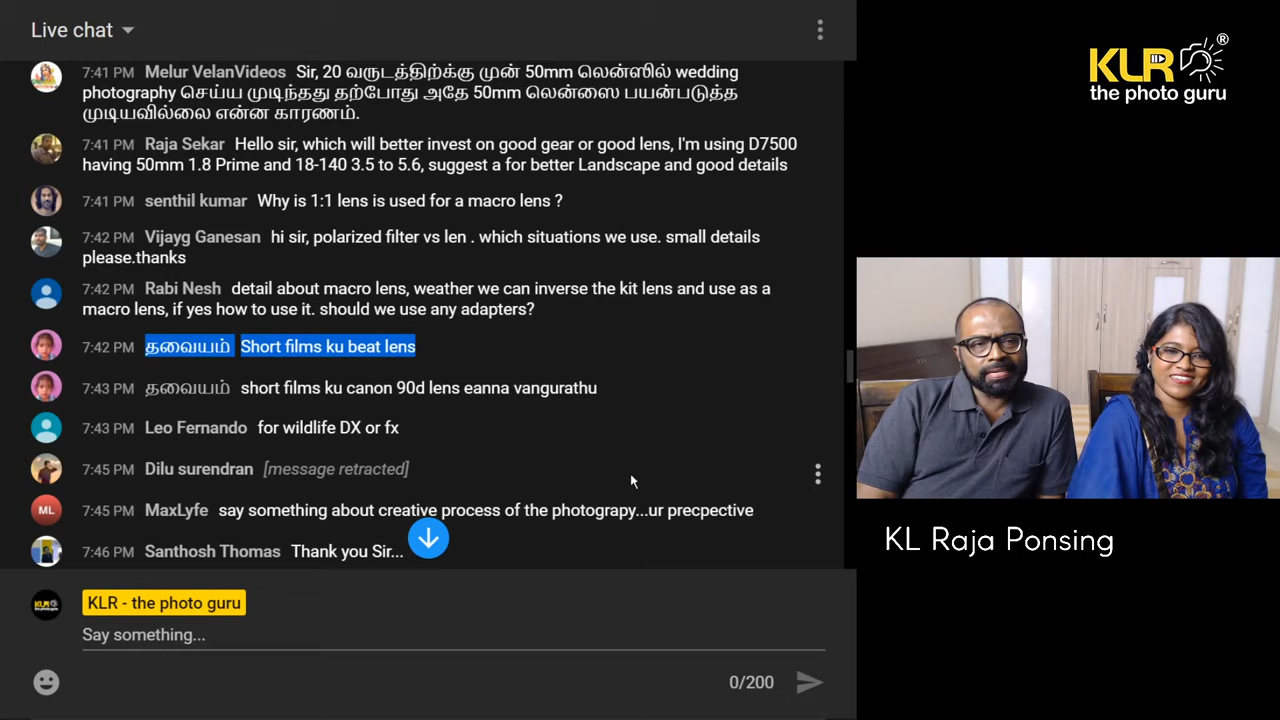 Live chat
7:41 PM Melur VelanVideos Sir, 20 வருடத்திற்க்கு முன் 50mm லென்ஸில் wedding
photography செய்ய முடிந்தது தற்போது அதே 50mm லென்ஸை பயன்படுத்த
முடியவில்லை என்ன காரணம்.
7:41 PM Raja Sekar Hello sir, which will better invest on good gear or good lens, I'm using D7500
having 50mm 1.8 Prime and 18-140 3.5 to 5.6, suggest a for better Landscape and good details
7:41 PM senthil kumar Why is 1:1 lens is used for a macro lens ?
7:42 PM Vijayg Ganesan hi sir, polarized filter vs len . which situations we use. small details
please.thanks
7:42 PM Rabi Nesh detail about macro lens, weather we can inverse the kit lens and use as a
macro lens, if yes how to use it. should we use any adapters?
7:42 PM தவையம் Short films ku beat lens
7:43 PM தவையம் short films ku canon 90d lens eanna vangurathu
7:43 PM Leo Fernando for wildlife DX or fx
7:45 PM Dilu surendran [message retracted]
ML 7:45 PM MaxLyfe say something about creative process of the photograpy...ur precpective
7:46 PM Santhosh Thomas Thank you Sir...
KLR - the photo guru
Say something...
0/200
KLR ®
the photo guru
KL Raja Ponsing